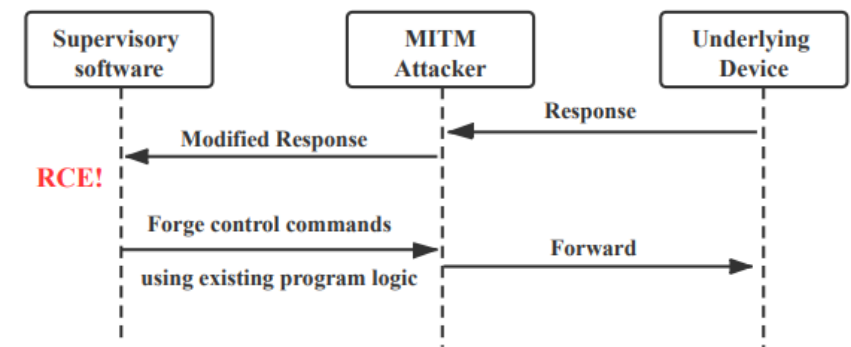 Supervisory
software
MITM
Attacker
Underlying
Device
Response
Modified Response
RCE!
Forge control commands
Forward
using existing program logic